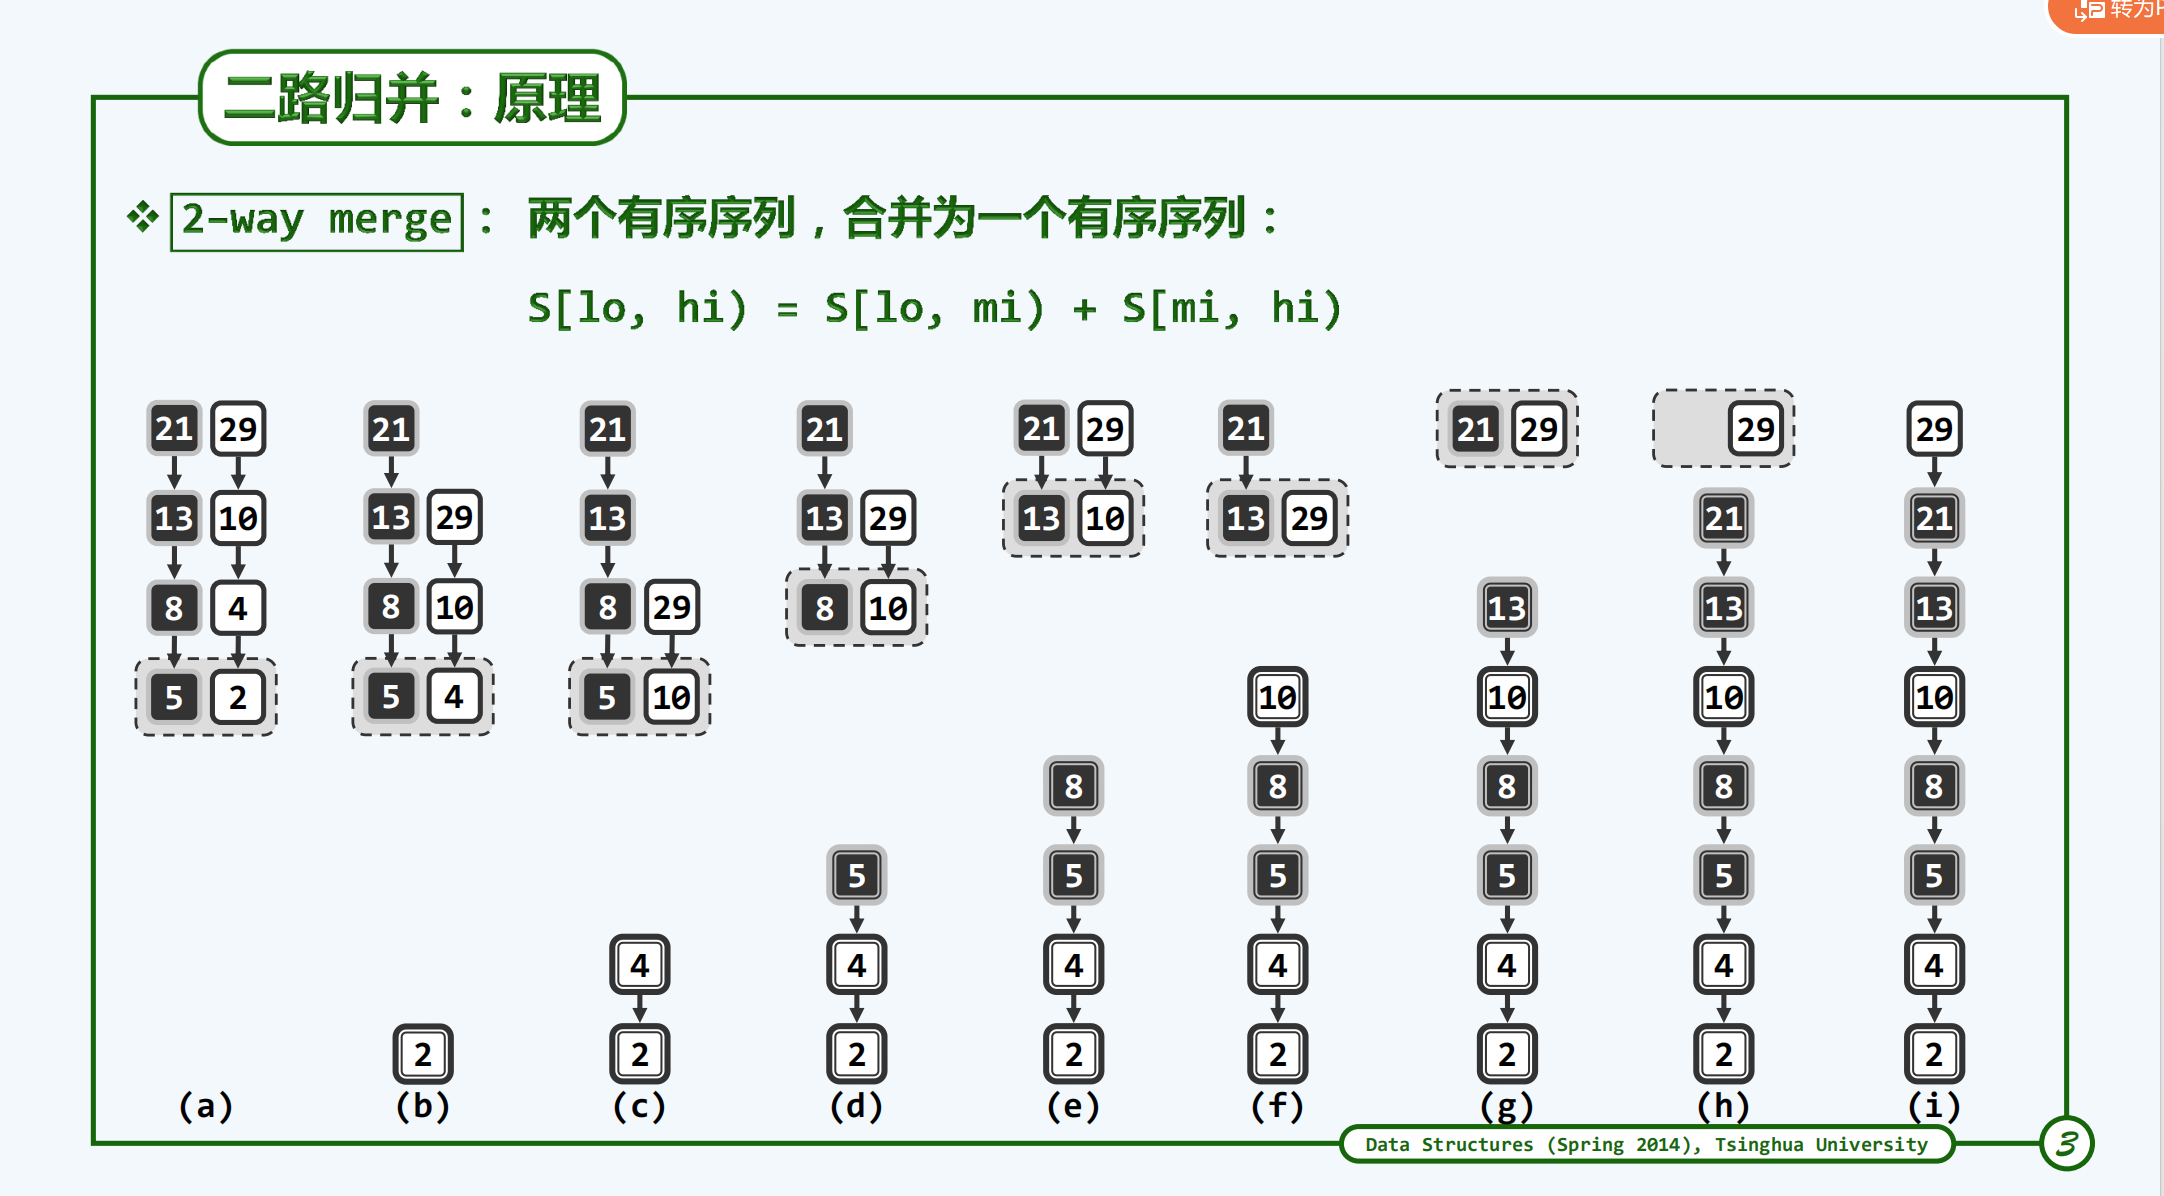 转为P
二路归并：原理
2-way merge： 两个有序序列，合并为一个有序序列：
S[lo, hi) = S[lo, mi) + S[mi, hi)
21 29 21 21 21 21 29 21 21 29 29 29
13 10 13 29 13 13 29 13 10 13 29 21 21
8 4 8 10 8 29 8 10 13 13 13
5 2 5 4 5 10 10 10 10 10
8 8 8 8 8
5 5 5 5 5 5
4 4 4 4 4 4 4
2 2 2 2 2 2 2 2
(a) (b) (c) (d) (e) (f) (g) (h) (i)
Data Structures (Spring 2014), Tsinghua University
3